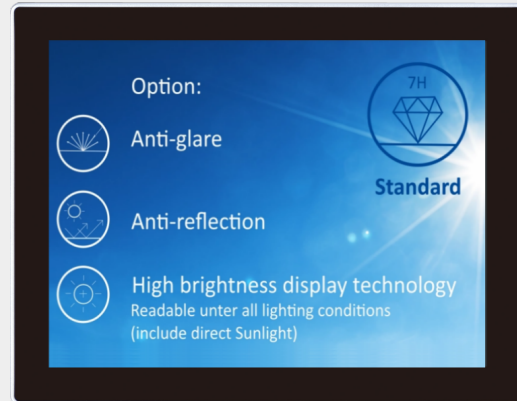 Option:
7H
Standard
Anti-glare
Anti-reflection
High brightness display technology
Readable unter all lighting conditions
(include direct Sunlight)